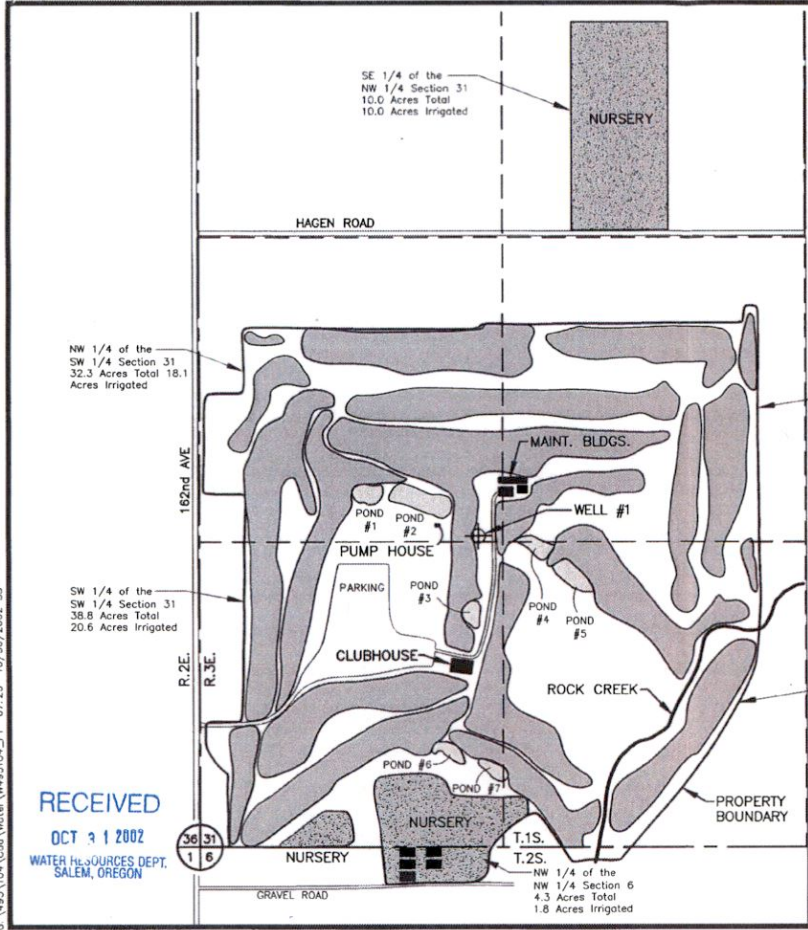 SE 1/4 of the
NW 1/4 Section 31
10.0 Acres Total
10.0 Acres Irrigated
NURSERY
HAGEN ROAD
NW 1/4 of the
SW 1/4 Section 31
32.3 Acres Total 18.1
Acres Irrigated
162nd AVE
MAINT. BLDGS.
POND
#1
POND
#2
WELL #1
PUMP HOUSE
PARKING
POND
#3
POND
#4
POND
#5
SW 1/4 of the
SW 1/4 Section 31
38.8 Acres Total
20.6 Acres Irrigated
CLUBHOUSE
R.2E.
R.3E.
ROCK CREEK
POND #6
POND #7
PROPERTY
BOUNDARY
RECEIVED
OCT 31 2002
WATER RESOURCES DEPT.
SALEM, OREGON
36 31
1 6
NURSERY
NURSERY
T.1S.
T.2S.
GRAVEL ROAD
NW 1/4 of the
NW 1/4 Section 6
4.3 Acres Total
1.8 Acres Irrigated